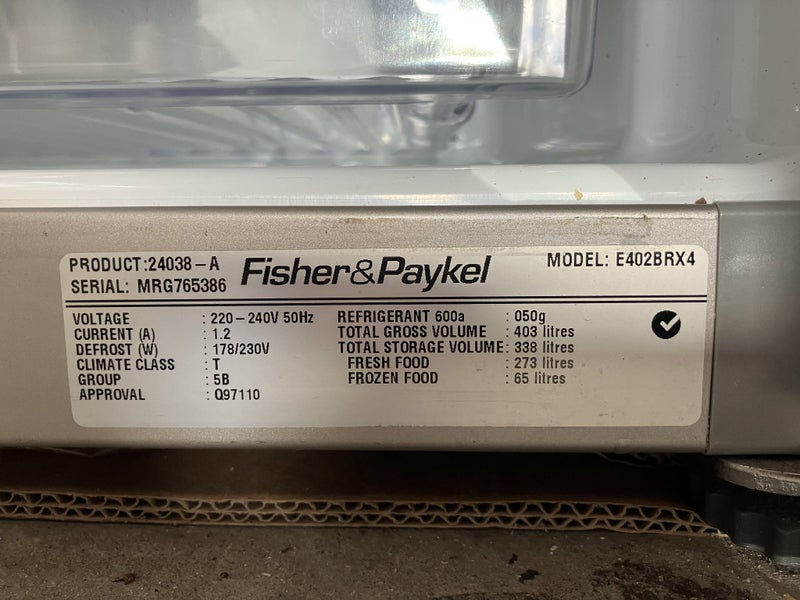 PRODUCT:24038-A
SERIAL: MRG765386
Fisher&Paykel
MODEL: E402BRX4
VOLTAGE : 220-240V 50Hz
CURRENT (A) : 1.2
DEFROST (W) : 178/230V
CLIMATE CLASS : T
GROUP : 5B
APPROVAL : Q97110
REFRIGERANT 600a : 050g
TOTAL GROSS VOLUME : 403 litres
TOTAL STORAGE VOLUME: 338 litres
FRESH FOOD : 273 litres
FROZEN FOOD : 65 litres